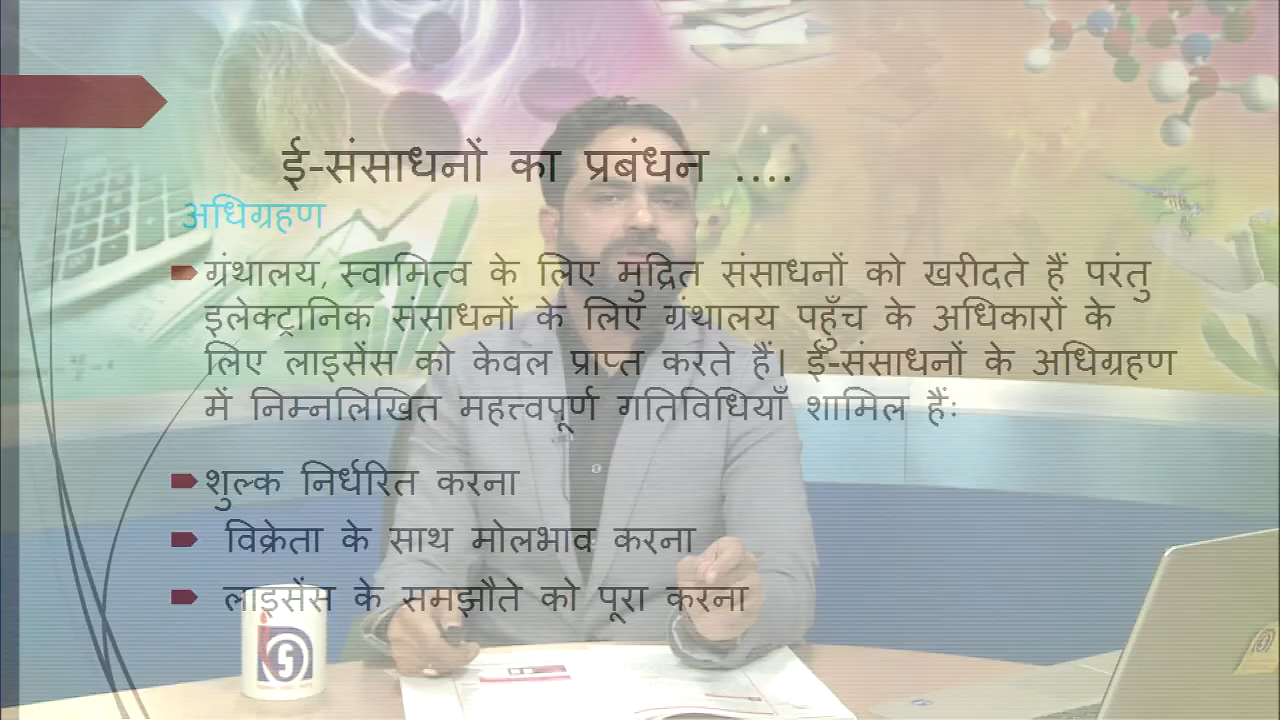 ई-संसाधनों का प्रबंधन ....
अधिग्रहण
ग्रंथालय, स्वामित्व के लिए मुद्रित संसाधनों को खरीदते हैं परंतु
इलेक्ट्रानिक संसाधनों के लिए ग्रंथालय पहुँच के अधिकारों के
लिए लाइसेंस को केवल प्राप्त करते हैं। ई-संसाधनों के अधिग्रहण
में निम्नलिखित महत्त्वपूर्ण गतिविधियाँ शामिल हैं:
शुल्क निर्धरित करना
विक्रेता के साथ मोलभाव करना
लाइसेंस के समझौते को पूरा करना